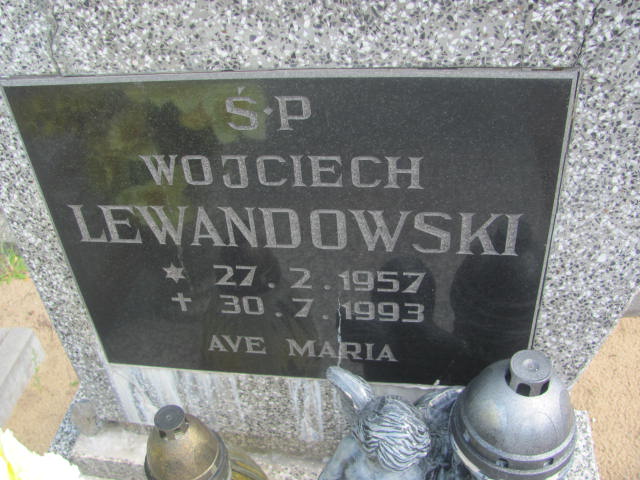 Ś·P
WOJCIECH
LEWANDOWSKI
* 27.2.1957
✝ 30.7.1993
AVE MARIA